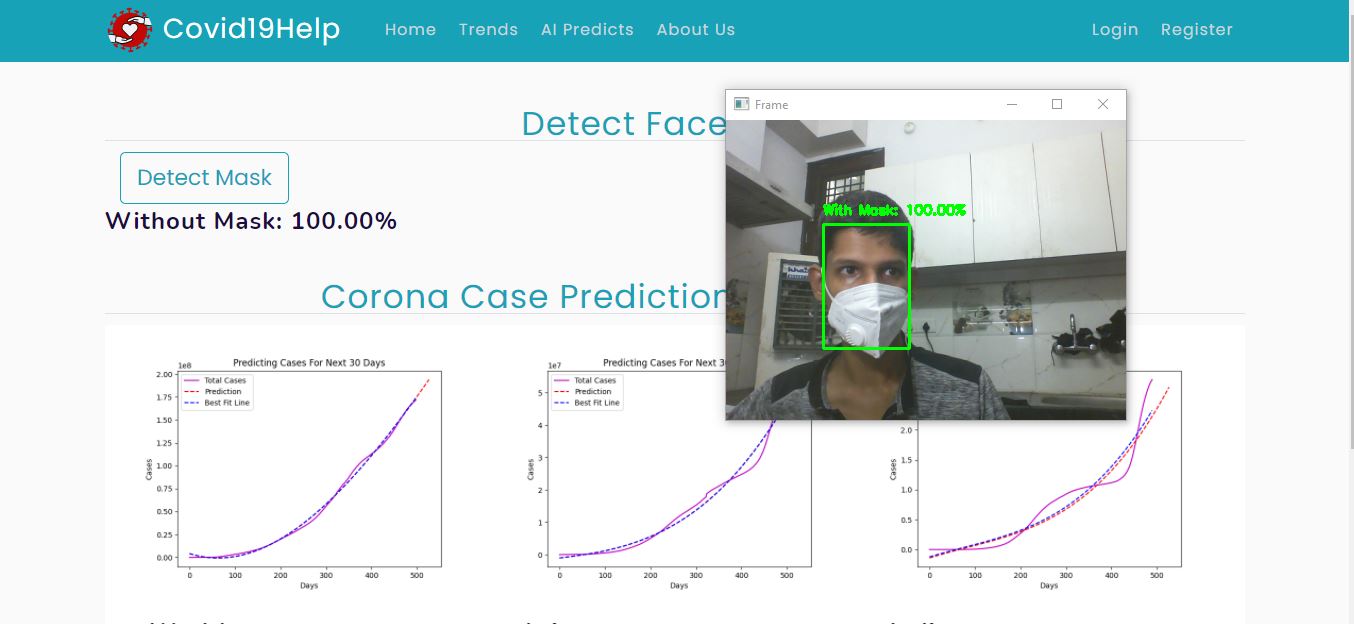 Covid19Help Home Trends AI Predicts About Us Login Register
Frame
Detect Face
Detect Mask
Without Mask: 100.00%
With Mask: 100.00%
Corona Case Prediction
Predicting Cases For Next 30 Days
1e8
Total Cases
Prediction
Best Fit Line
2.00
1.75
1.50
1.25
1.00
0.75
0.50
0.25
0.00
Cases
0 100 200 300 400 500
Days
Predicting Cases For Next 3
1e7
Total Cases
Prediction
Best Fit Line
5
4
3
2
1
0
Cases
0 100 200 300 400 500
Days
2.0
1.5
1.0
0.5
0.0
Cases
0 100 200 300 400 500
Days